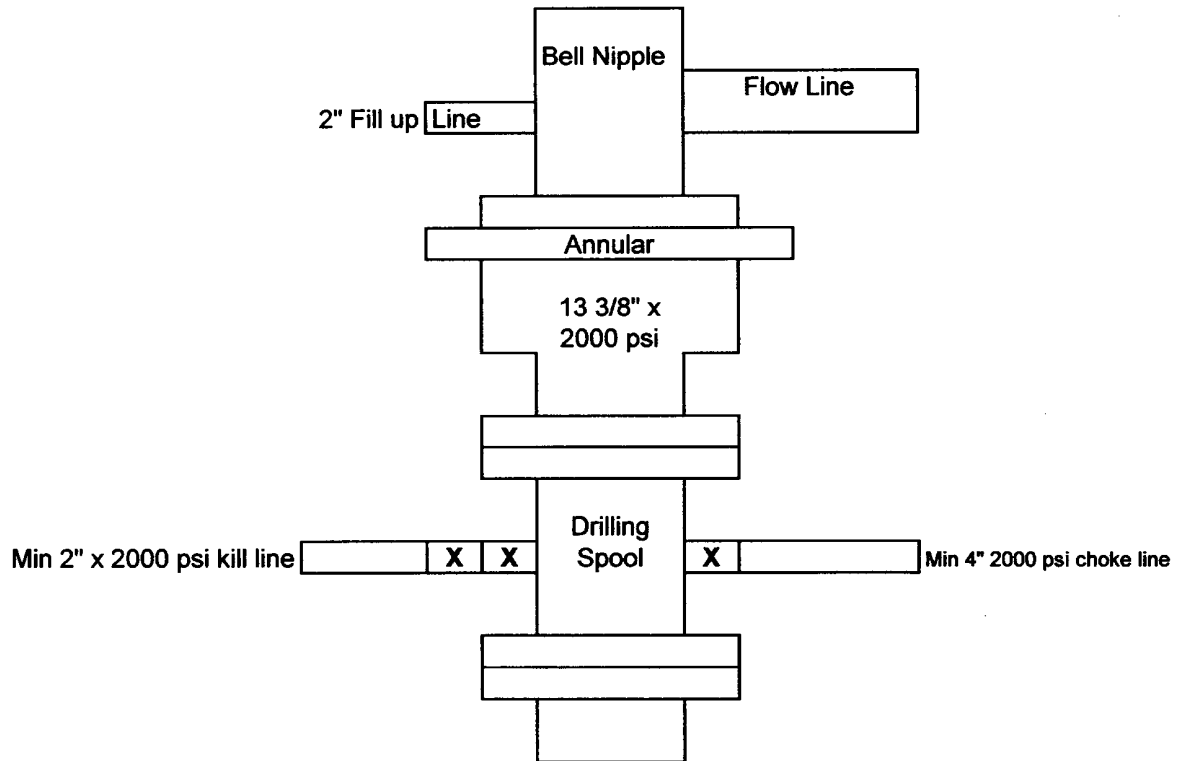 Bell Nipple
Flow Line
2" Fill up Line
Annular
13 3/8" x
2000 psi
Drilling
Spool
Min 2" x 2000 psi kill line
X X
X
Min 4" 2000 psi choke line